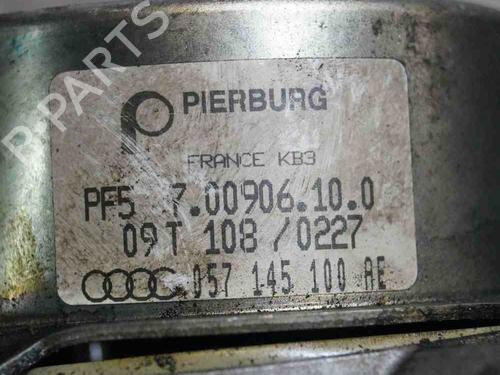 B-PARTS
PIERBURG
FRANCE KB3
PF5 7.00906.10.0
09T 108 / 0227
057 145 100 AE